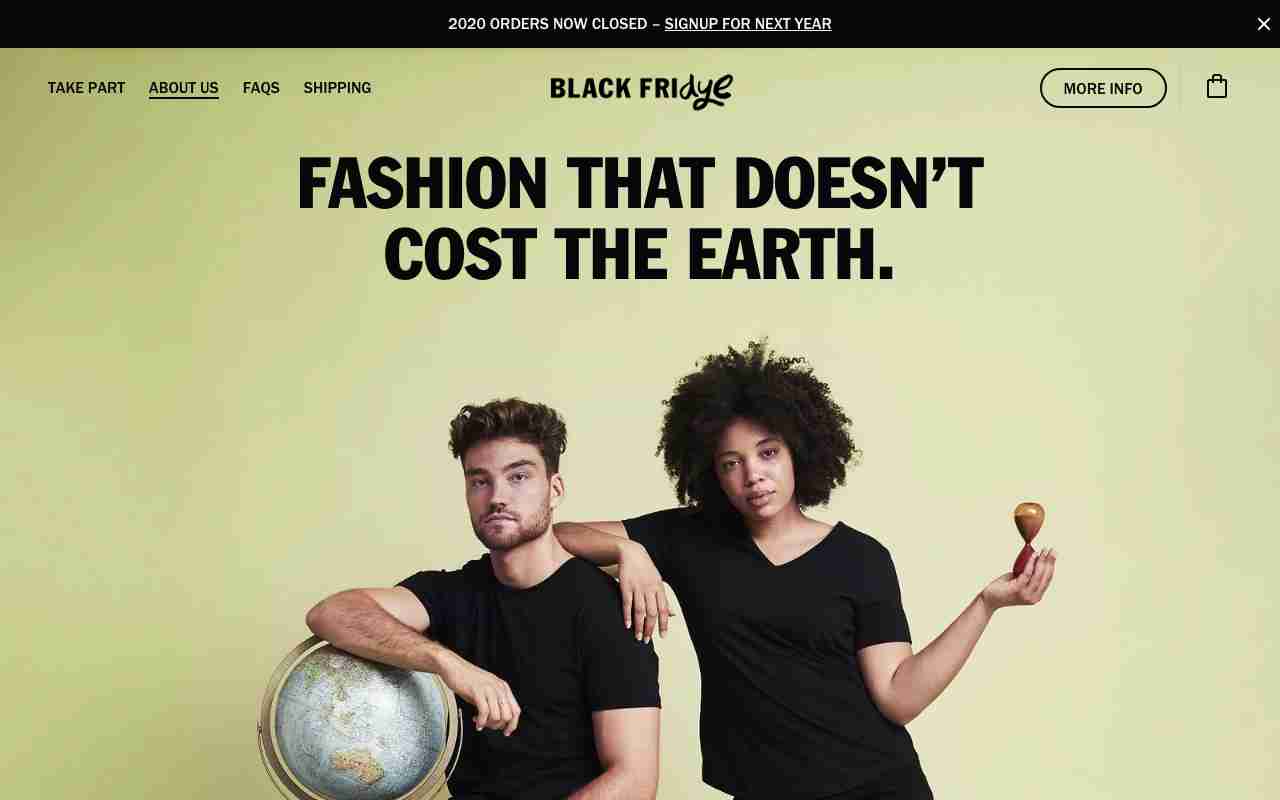 2020 ORDERS NOW CLOSED – SIGNUP FOR NEXT YEAR
TAKE PART
ABOUT US
FAQS
SHIPPING
BLACK FRIdye
MORE INFO
FASHION THAT DOESN’T
COST THE EARTH.